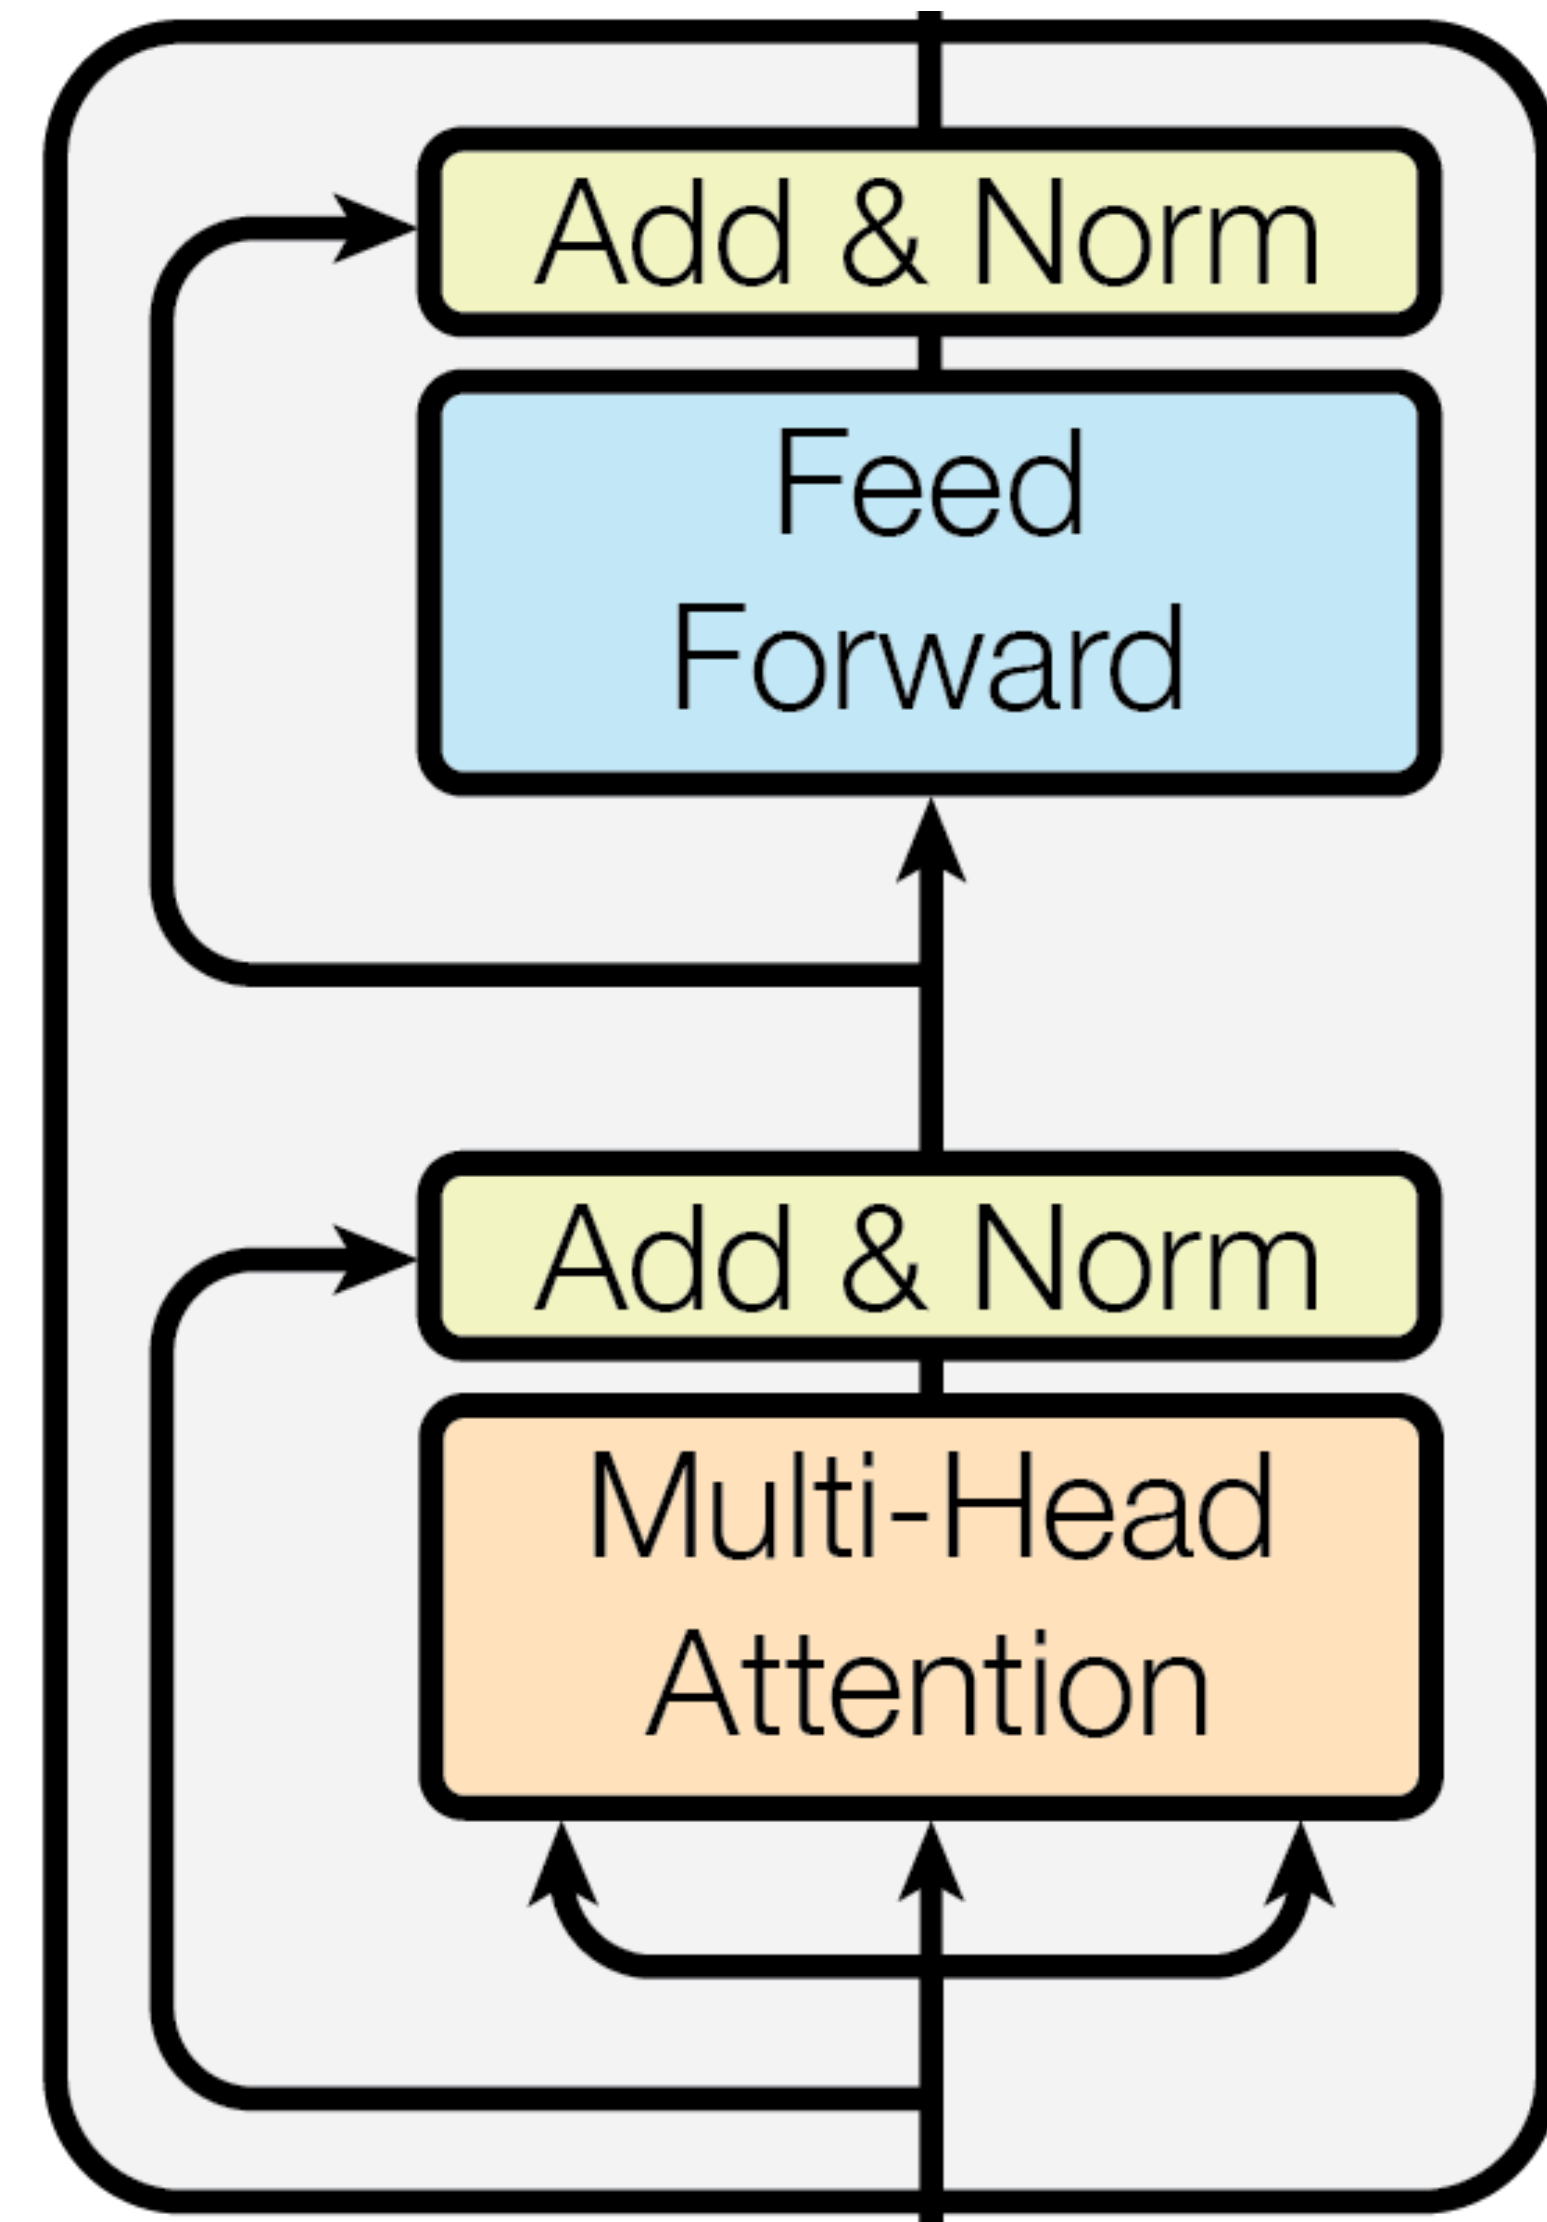 Add & Norm
Feed
Forward
Add & Norm
Multi-Head
Attention